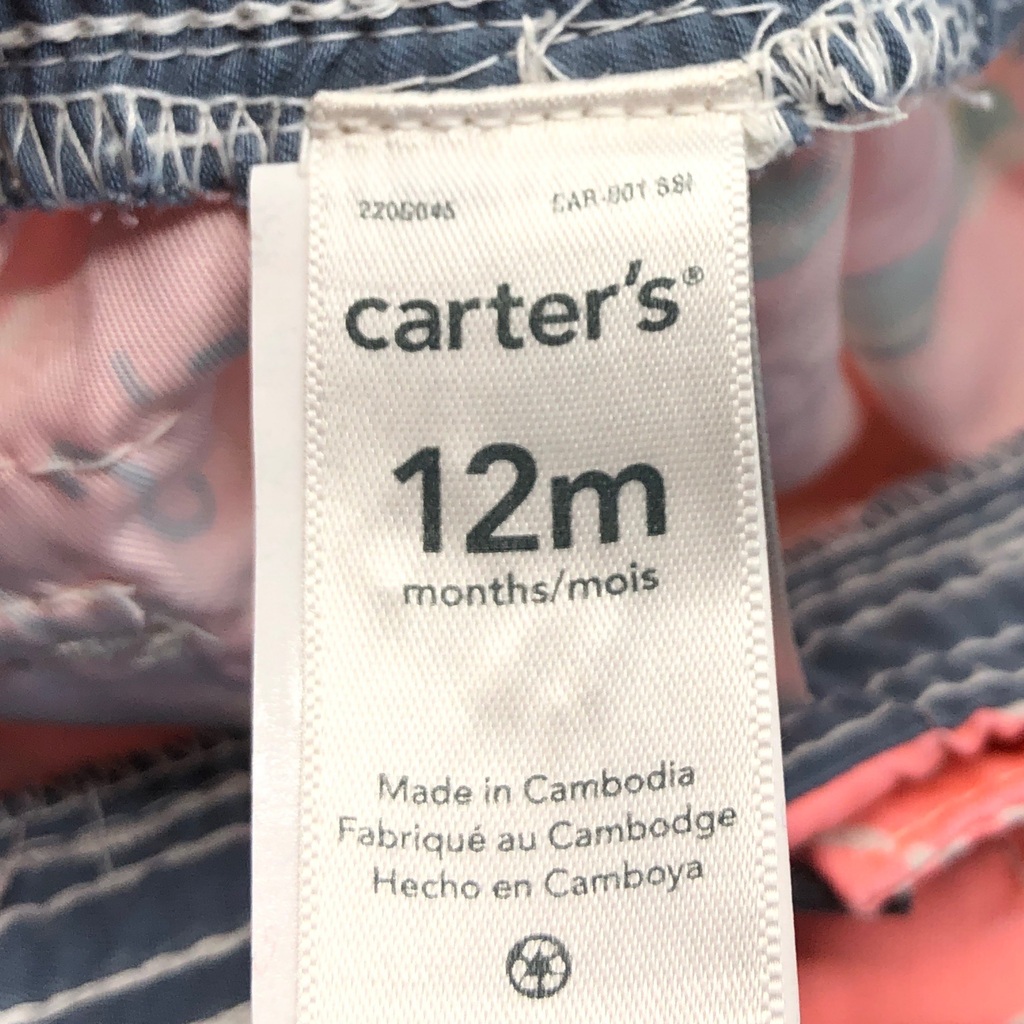 carter's®
12m
months/mois
Made in Cambodia
Fabriqué au Cambodge
Hecho en Camboya